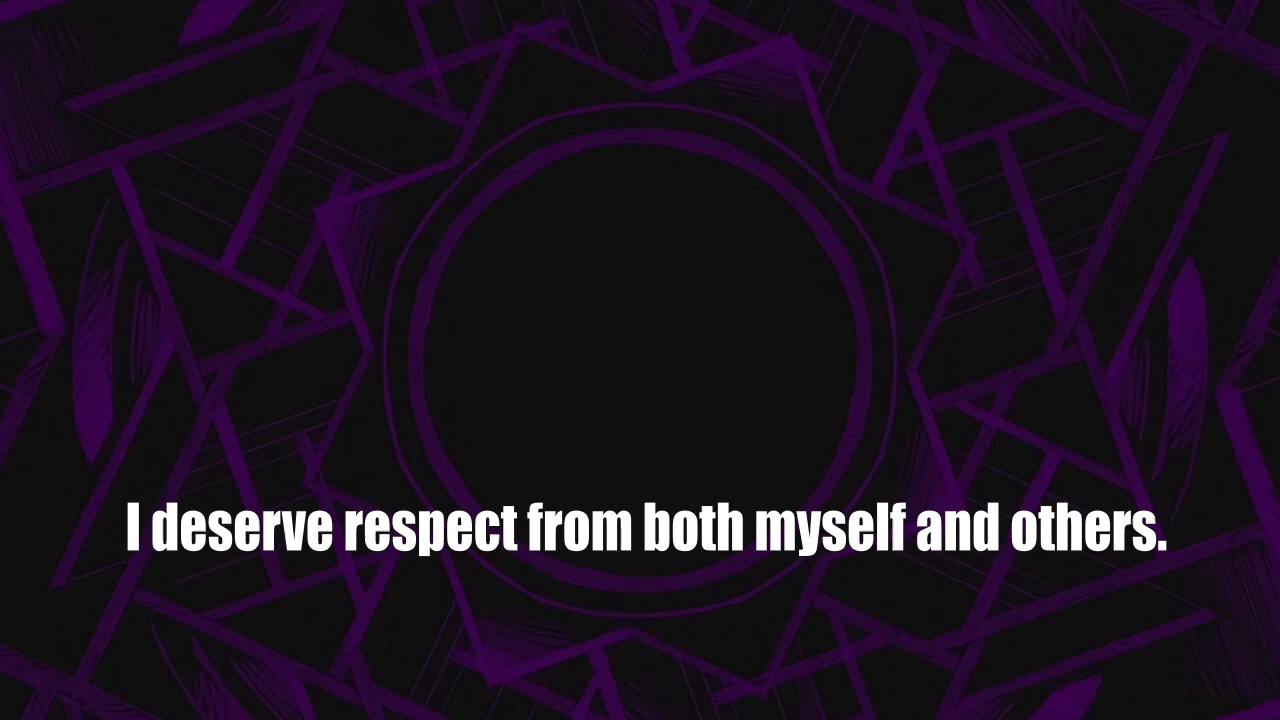 I deserve respect from both myself and others.